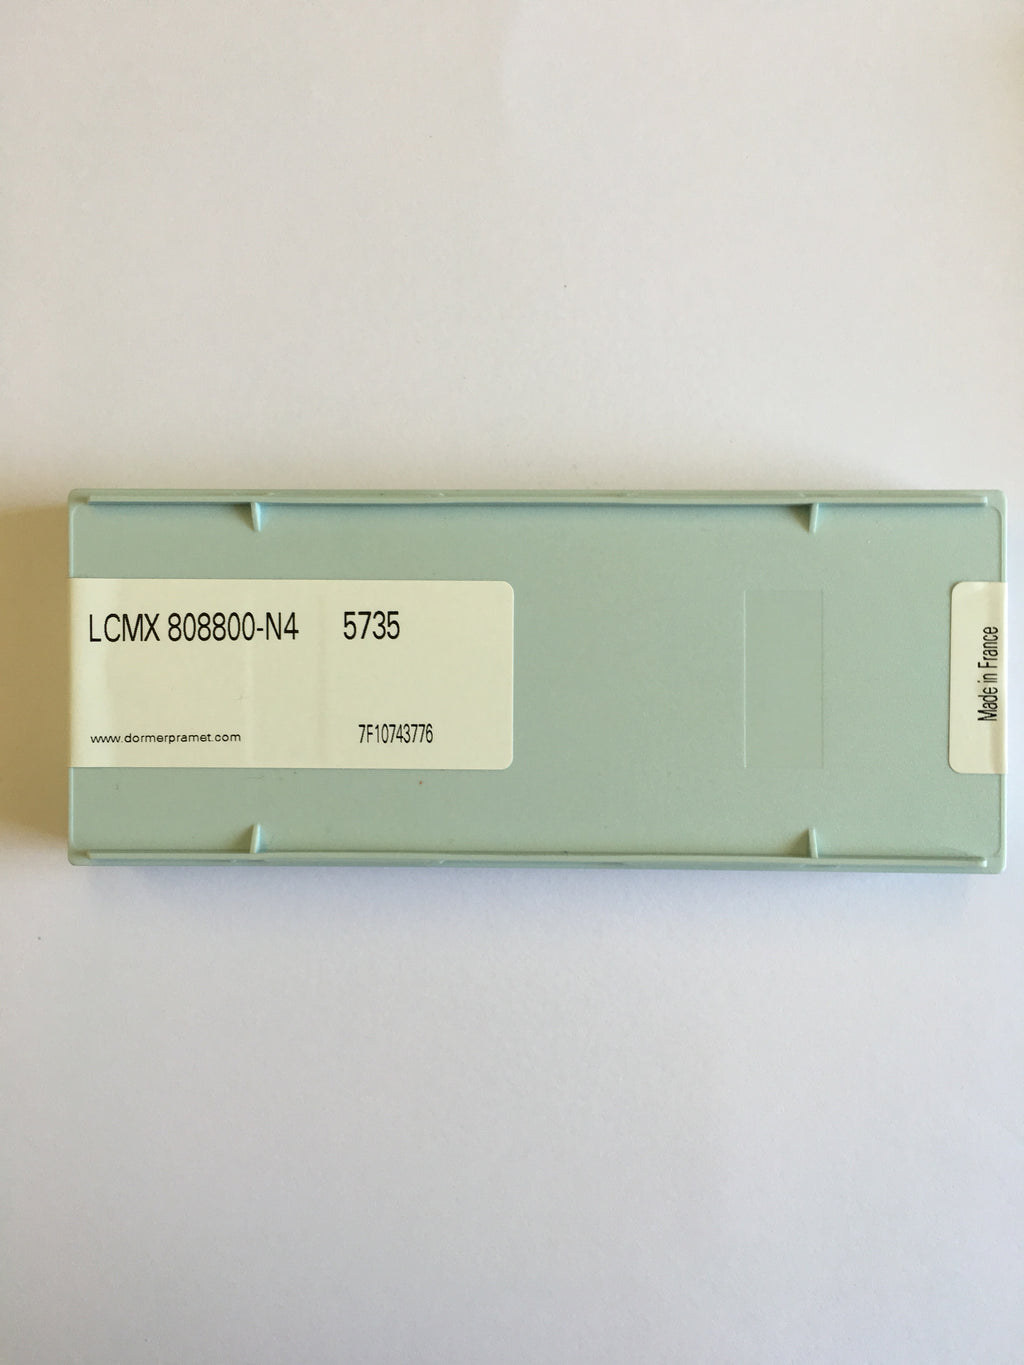 LCMX 808800-N4 5735
www.dormerpramet.com 7F10743776
Made in France